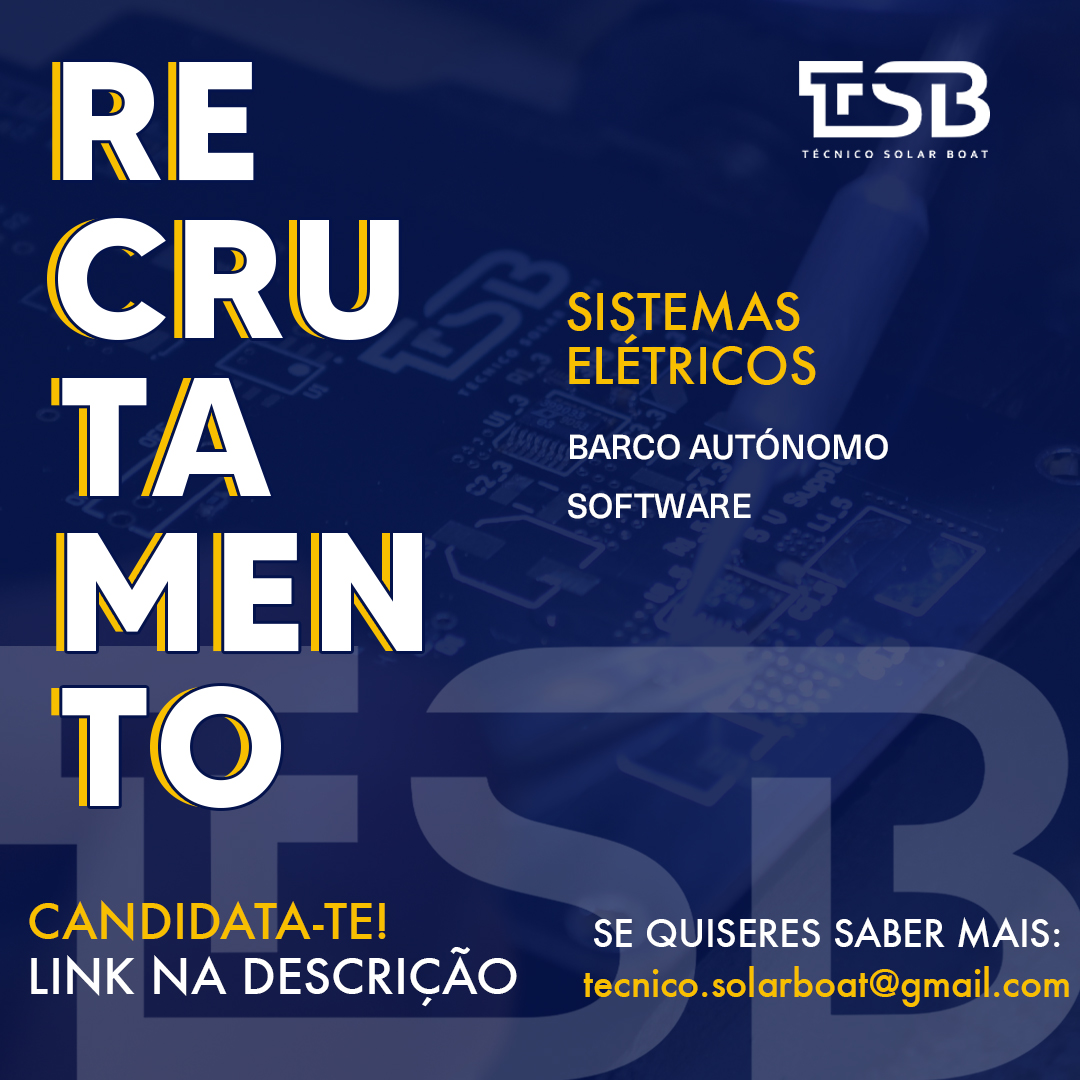 RE
CRU
TA
MEN
TO
TSB
TÉCNICO SOLAR BOAT
SISTEMAS
ELÉTRICOS
BARCO AUTÓNOMO
SOFTWARE
CANDIDATA-TE!
LINK NA DESCRIÇÃO
SE QUISERES SABER MAIS:
tecnico.solarboat@gmail.com
TSB